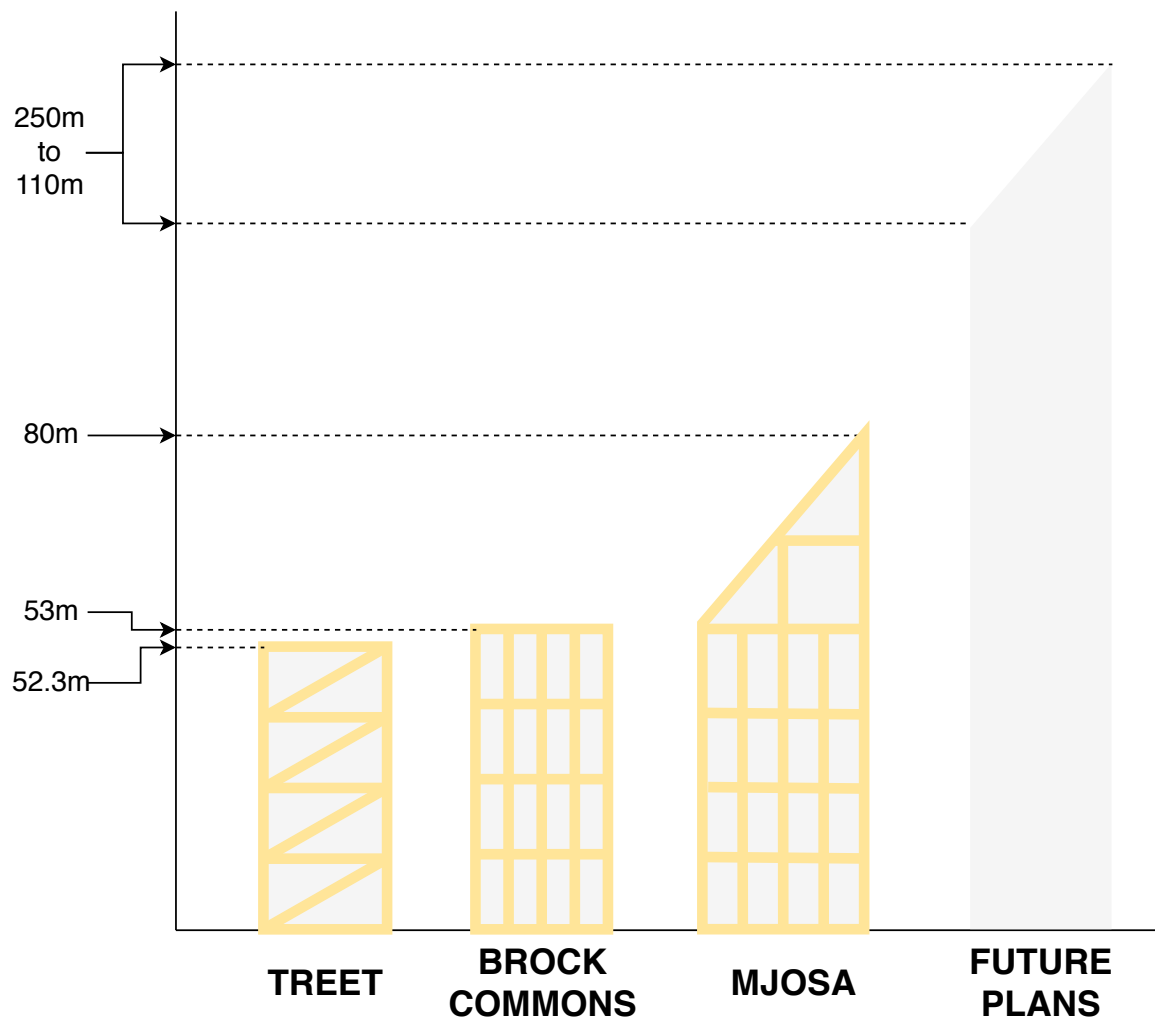 250m
to
110m
80m
53m
52.3m
TREET
BROCK
COMMONS
MJOSA
FUTURE
PLANS